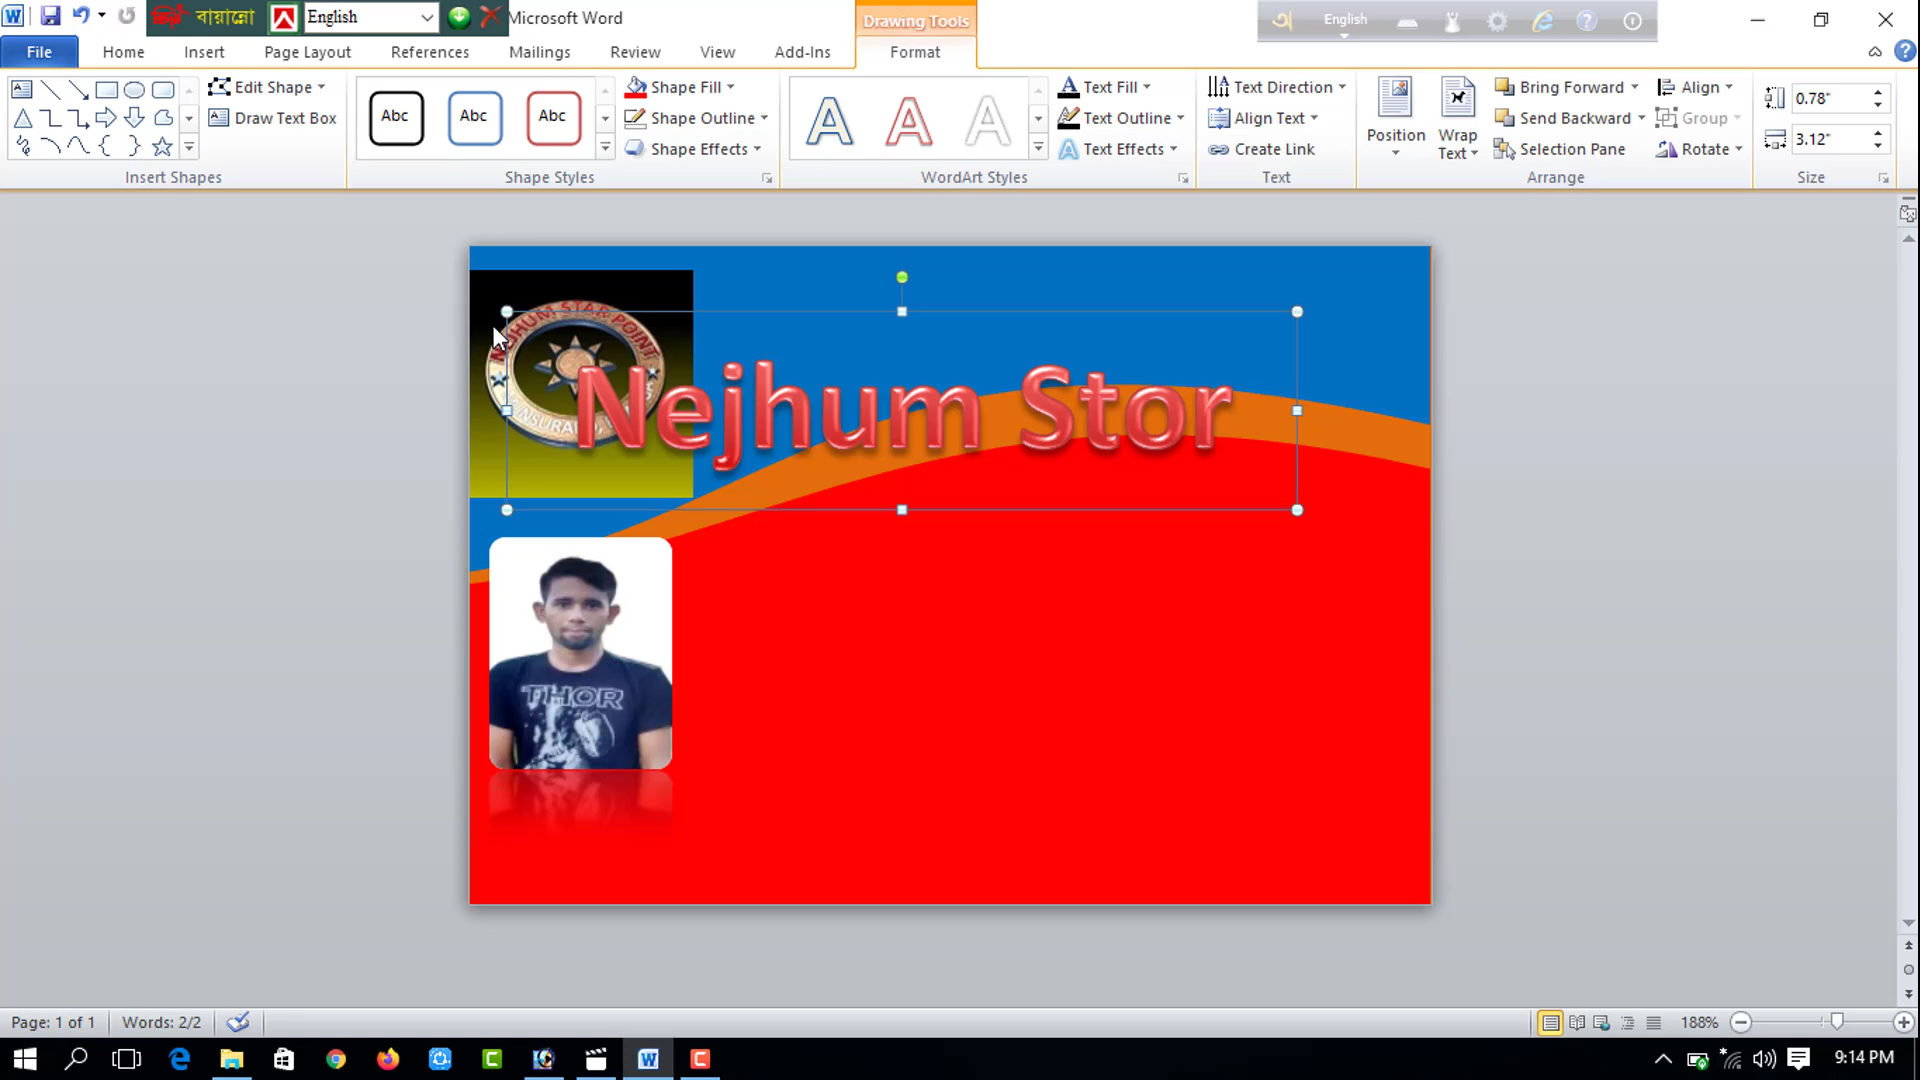 বায়ান্নো
English
Microsoft Word
Drawing Tools
অ English
File Home Insert Page Layout References Mailings Review View Add-Ins Format
Edit Shape
Draw Text Box
Insert Shapes
Abc Abc Abc
Shape Fill
Shape Outline
Shape Effects
Shape Styles
A A A
Text Fill
Text Outline
Text Effects
WordArt Styles
Text Direction
Align Text
Create Link
Text
Position
Wrap Text
Bring Forward
Send Backward
Selection Pane
Align
Group
Rotate
Arrange
0.78"
3.12"
Size
NEJHUM STAR POINT
Nejhum Stor
THOR
Page: 1 of 1 Words: 2/2
188%
9:14 PM